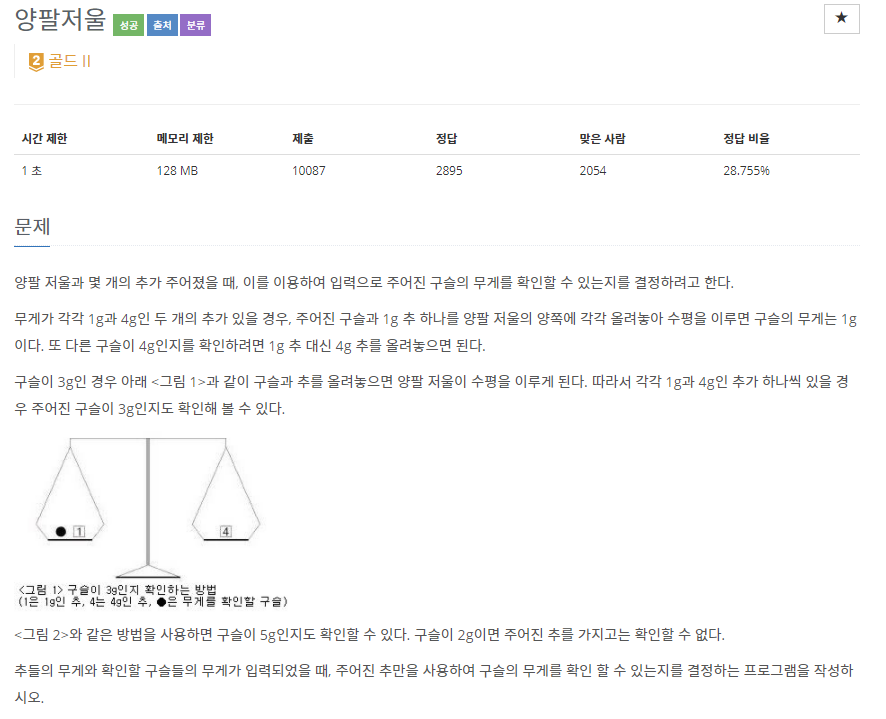 양팔저울 성공 출처 분류
★
2 골드 II
시간 제한 메모리 제한 제출 정답 맞은 사람 정답 비율
1 초 128 MB 10087 2895 2054 28.755%
문제
양팔 저울과 몇 개의 추가 주어졌을 때, 이를 이용하여 입력으로 주어진 구슬의 무게를 확인할 수 있는지를 결정하려고 한다.
무게가 각각 1g과 4g인 두 개의 추가 있을 경우, 주어진 구슬과 1g 추 하나를 양팔 저울의 양쪽에 각각 올려놓아 수평을 이루면 구슬의 무게는 1g
이다. 또 다른 구슬이 4g인지를 확인하려면 1g 추 대신 4g 추를 올려놓으면 된다.
구슬이 3g인 경우 아래 <그림 1>과 같이 구슬과 추를 올려놓으면 양팔 저울이 수평을 이루게 된다. 따라서 각각 1g과 4g인 추가 하나씩 있을 경
우 주어진 구슬이 3g인지도 확인해 볼 수 있다.
1 4
<그림 1> 구슬이 3g인지 확인하는 방법
(1은 1g인 추, 4는 4g인 추, ●은 무게를 확인할 구슬)
<그림 2>와 같은 방법을 사용하면 구슬이 5g인지도 확인할 수 있다. 구슬이 2g이면 주어진 추를 가지고는 확인할 수 없다.
추들의 무게와 확인할 구슬들의 무게가 입력되었을 때, 주어진 추만을 사용하여 구슬의 무게를 확인 할 수 있는지를 결정하는 프로그램을 작성하
시오.